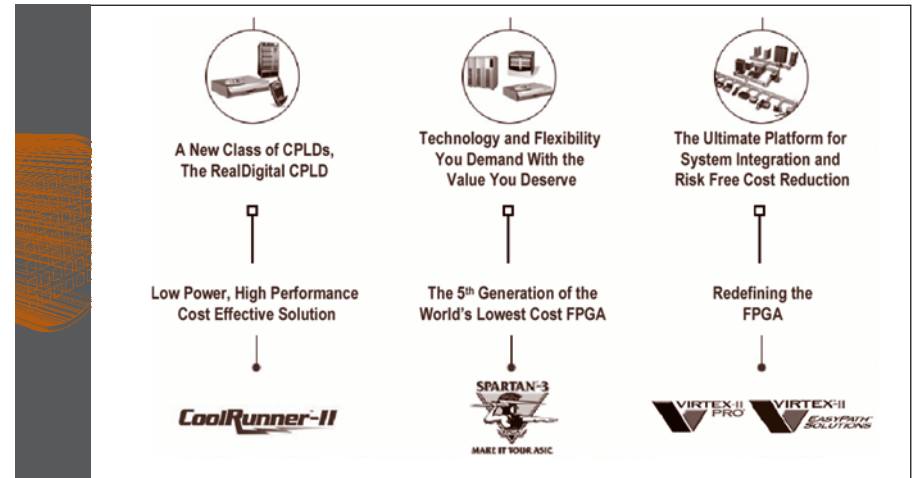 A New Class of CPLDs,
The RealDigital CPLD
Low Power, High Performance
Cost Effective Solution
CoolRunner-II
Technology and Flexibility
You Demand With the
Value You Deserve
The 5th Generation of the
World's Lowest Cost FPGA
SPARTAN-3
MAKE IT YOUR ASIC
The Ultimate Platform for
System Integration and
Risk Free Cost Reduction
Redefining the
FPGA
VIRTEX-II
PRO
VIRTEX-II
EASYPATH
SOLUTIONS